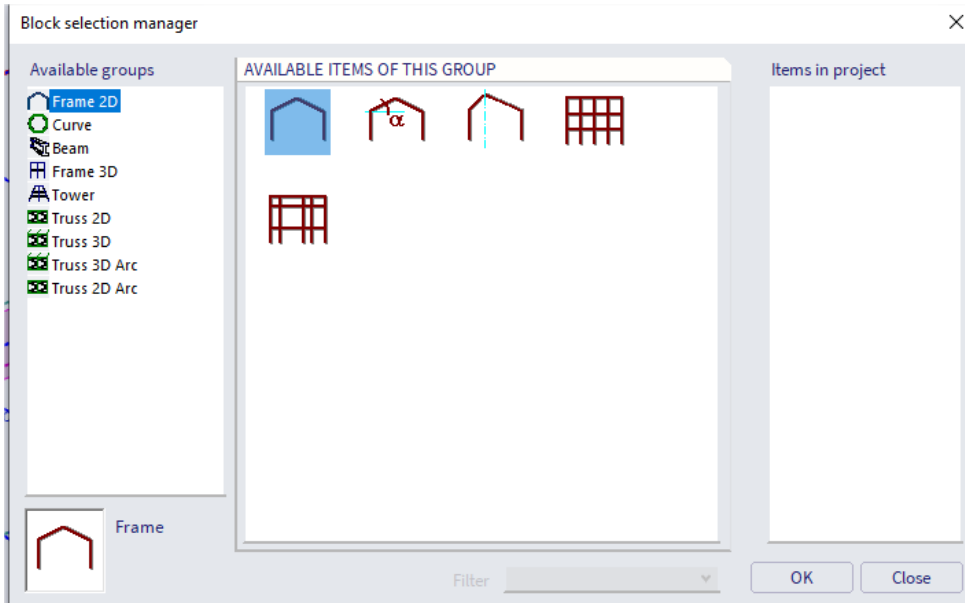 Block selection manager
Available groups
Frame 2D
Curve
Beam
Frame 3D
Tower
Truss 2D
Truss 3D
Truss 3D Arc
Truss 2D Arc
Frame
AVAILABLE ITEMS OF THIS GROUP
α
Filter
Items in project
OK
Close